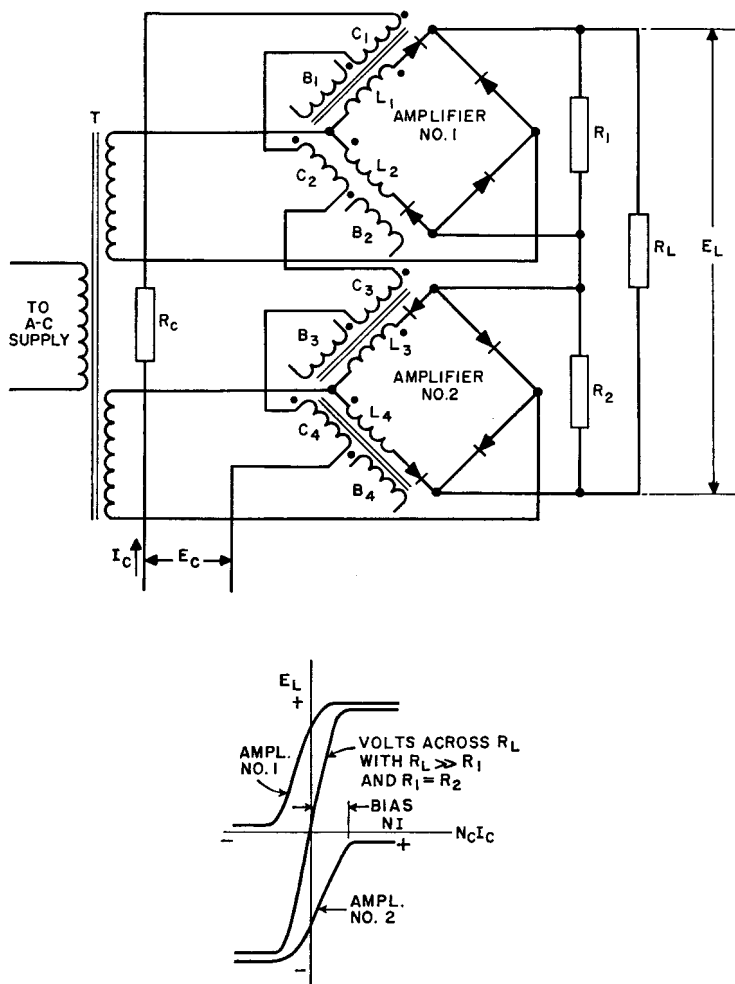 C1
B1
L1
AMPLIFIER
NO.1
R1
T
C2
L2
B2
RL
EL
TO
A-C
SUPPLY
RC
C3
B3
L3
AMPLIFIER
NO.2
R2
C4
L4
B4
IC
EC
EL
+
AMPL.
NO.1
VOLTS ACROSS RL
WITH RL >> R1
AND R1 = R2
BIAS
NI
NCIC
-
+
AMPL.
NO. 2
-